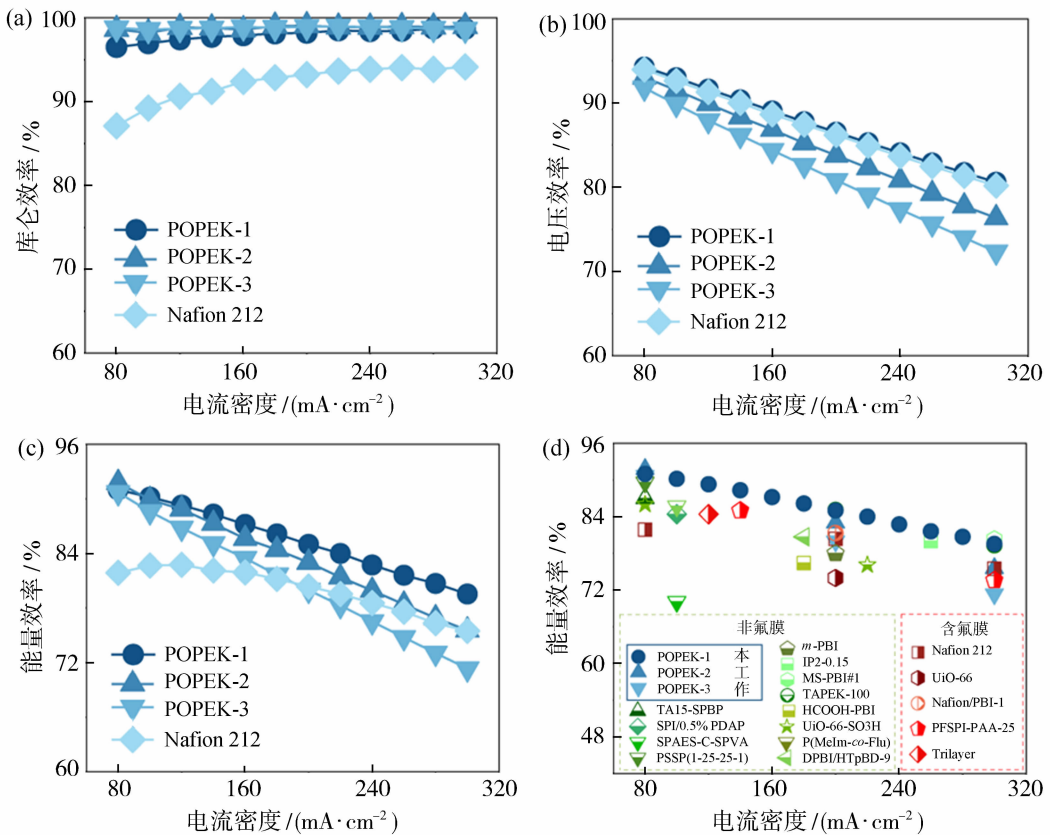 (a)
100
90
80
70
60
库仑效率/%
POPEK-1
POPEK-2
POPEK-3
Nafion 212
80
160
240
320
电流密度/(mA·cm⁻²)
(b)
100
90
80
70
60
电压效率/%
POPEK-1
POPEK-2
POPEK-3
Nafion 212
80
160
240
320
电流密度/(mA·cm⁻²)
(c)
96
84
72
60
能量效率/%
POPEK-1
POPEK-2
POPEK-3
Nafion 212
80
160
240
320
电流密度/(mA·cm⁻²)
(d)
96
84
72
60
48
能量效率/%
非氟膜
POPEK-1
POPEK-2
POPEK-3
本
工
作
TA15-SPBP
SPI/0.5% PDAP
SPAES-C-SPVA
PSSP(1-25-25-1)
m-PBI
IP2-0.15
MS-PBI#1
TAPEK-100
HCOOH-PBI
UiO-66-SO3H
P(MeIm-co-Flu)
DPBI/HTpBD-9
含氟膜
Nafion 212
UiO-66
Nafion/PBI-1
PFSPI-PAA-25
Trilayer
80
160
240
320
电流密度/(mA·cm⁻²)